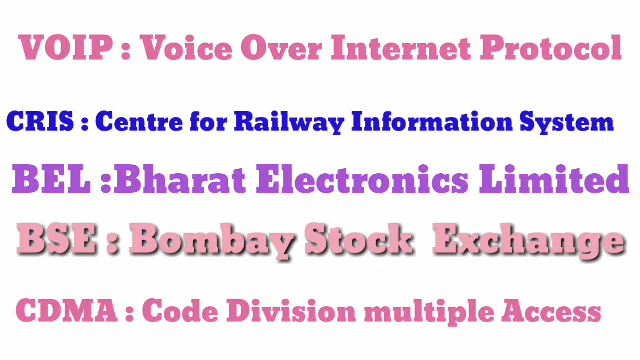 VOIP : Voice Over Internet Protocol
CRIS : Centre for Railway Information System
BEL :Bharat Electronics Limited
BSE : Bombay Stock Exchange
CDMA : Code Division multiple Access